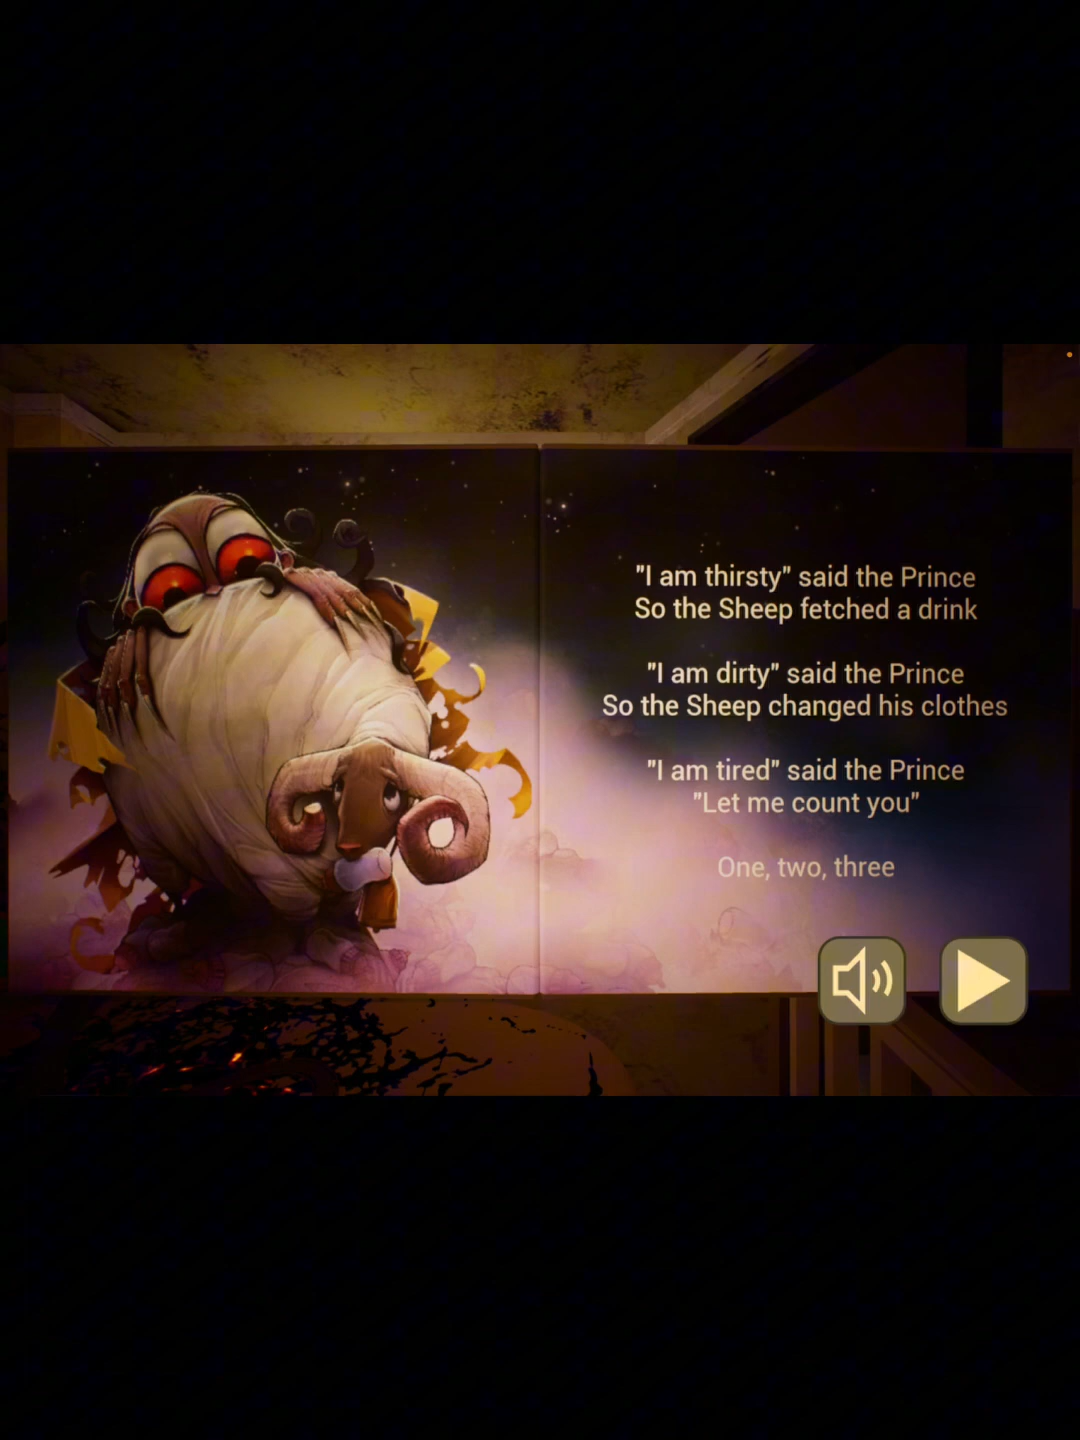 "I am thirsty" said the Prince
So the Sheep fetched a drink
"I am dirty" said the Prince
So the Sheep changed his clothes
"I am tired" said the Prince
"Let me count you"
One, two, three